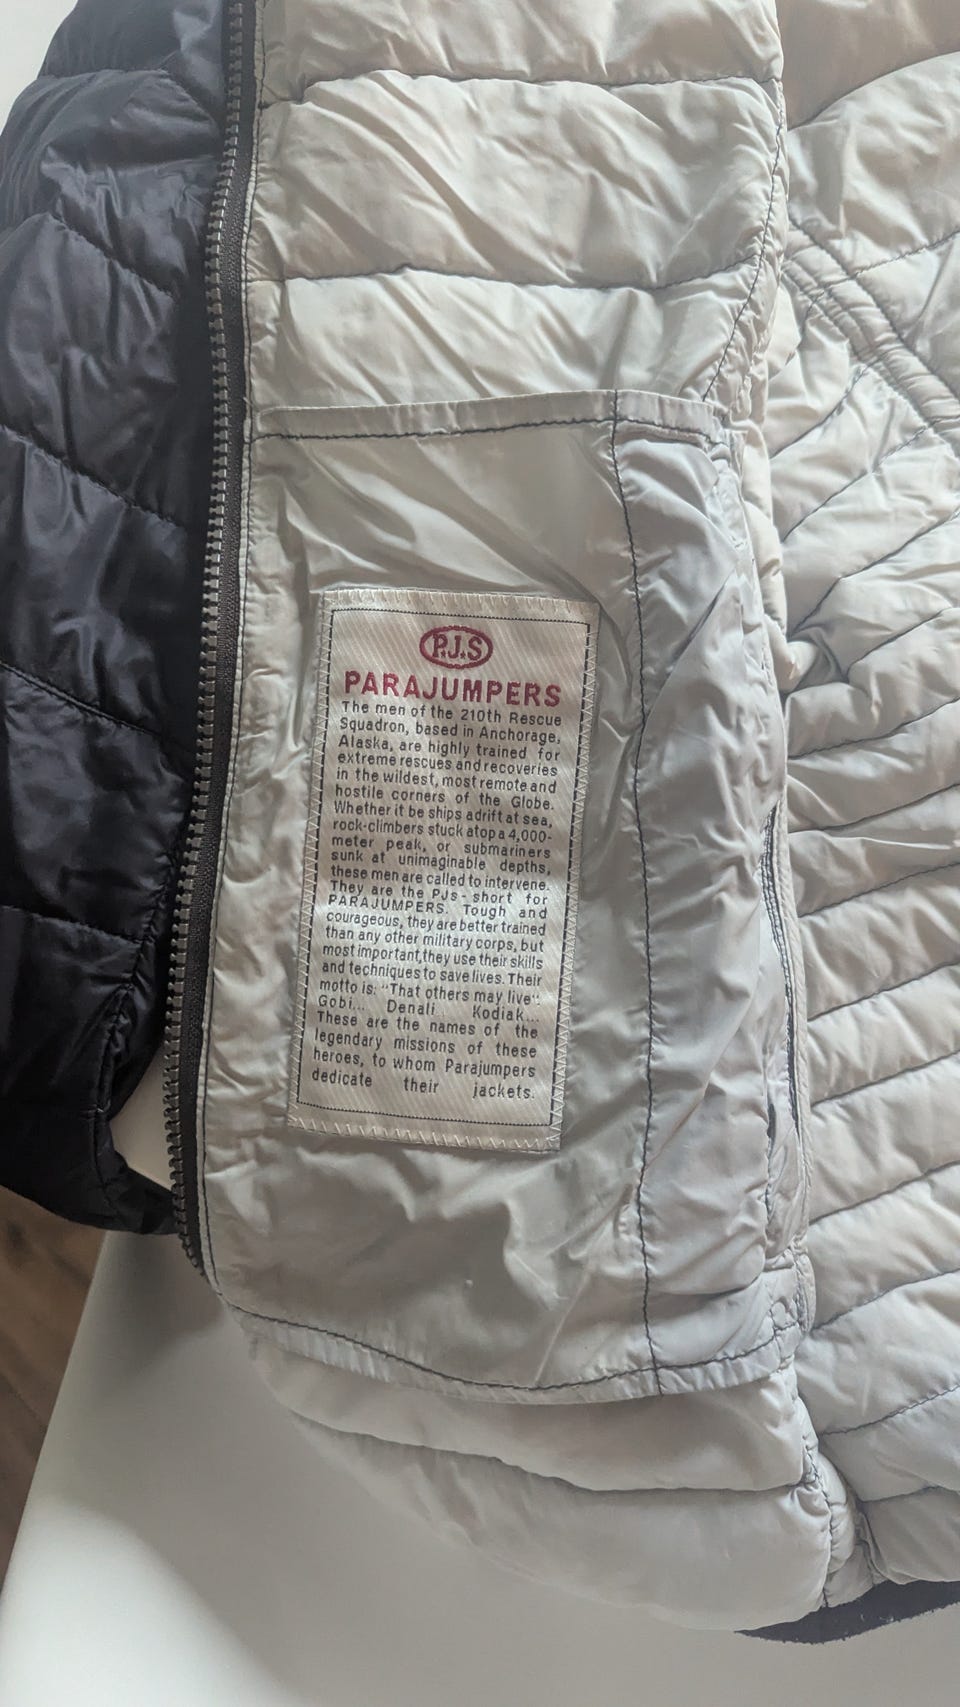 P.J.S
PARAJUMPERS
The men of the 210th Rescue
Squadron, based in Anchorage,
Alaska, are highly trained for
extreme rescues and recoveries
in the wildest, most remote and
hostile corners of the Globe.
Whether it be ships adrift at sea,
rock-climbers stuck atop a 4,000-
meter peak, or submariners
sunk at unimaginable depths,
these men are called to intervene.
They are the PJs - short for
PARAJUMPERS. Tough and
courageous, they are better trained
than any other military corps, but
most important,they use their skills
and techniques to save lives. Their
motto is: "That others may live".
Gobi... Denali... Kodiak...
These are the names of the
legendary missions of these
heroes, to whom Parajumpers
dedicate their jackets.